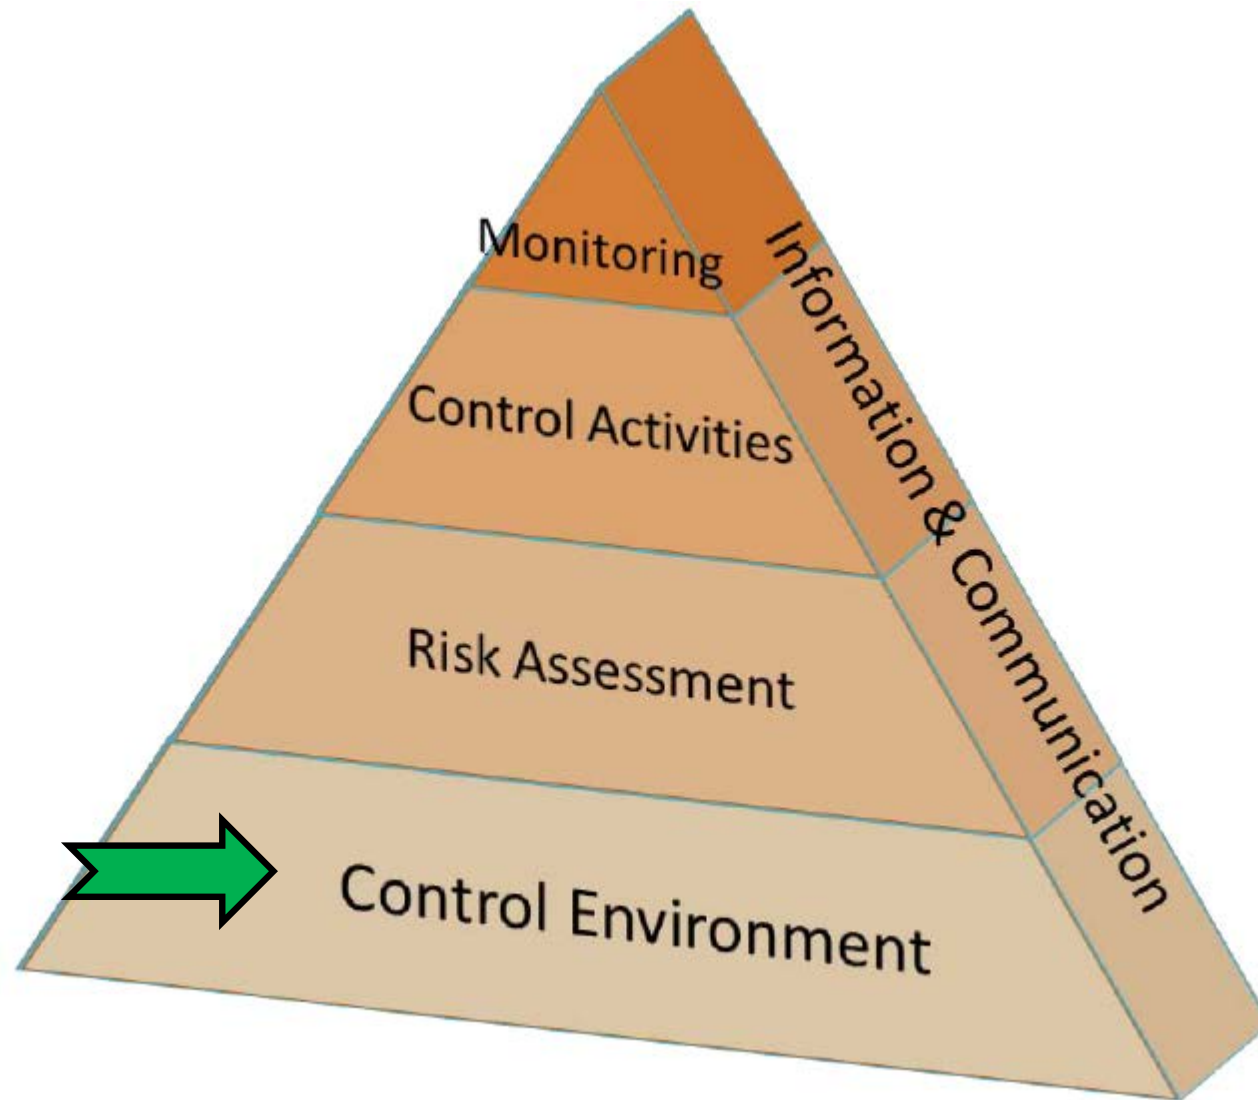 Monitoring
Control Activities
Risk Assessment
Control Environment
Information & Communication